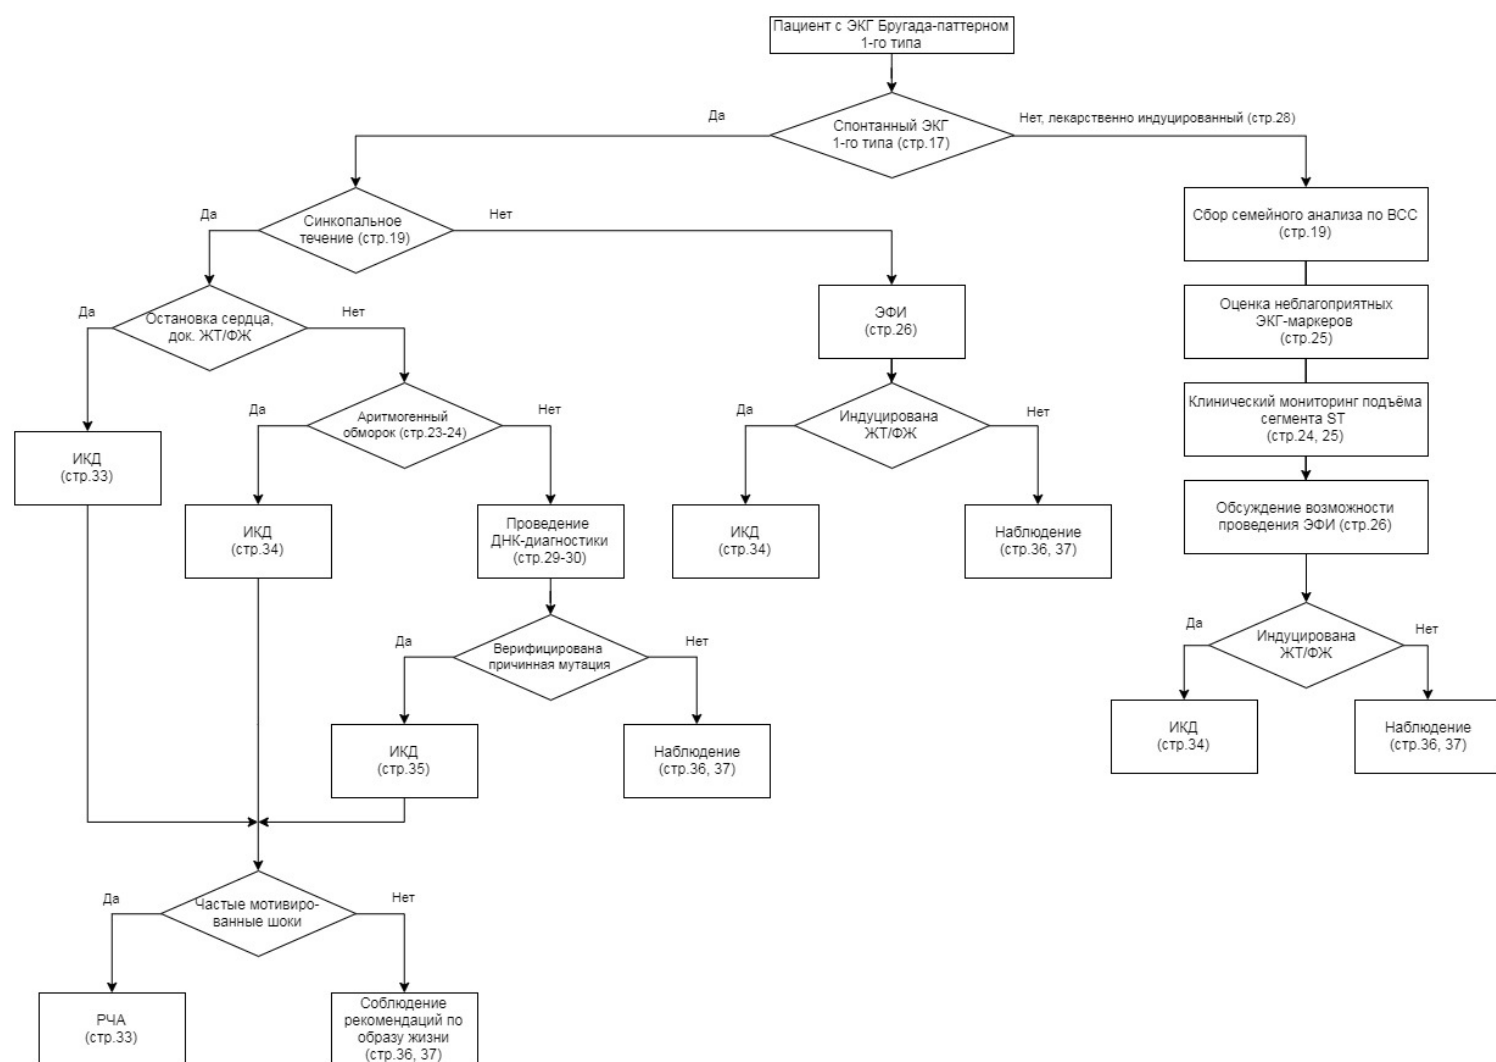 Пациент с ЭКГ Бругада-паттерном
1-го типа
Да
Спонтанный ЭКГ
1-го типа (стр.17)
Нет, лекарственно индуцированный (стр.28)
Да
Синкопальное
течение (стр.19)
Нет
Сбор семейного анализа по ВСС
(стр.19)
Да
Остановка сердца,
док. ЖТ/ФЖ
Нет
ЭФИ
(стр.26)
Оценка неблагоприятных
ЭКГ-маркеров
(стр.25)
Да
Аритмогенный
обморок (стр.23-24)
Нет
Да
Индуцирована
ЖТ/ФЖ
Нет
Клинический мониторинг подъёма
сегмента ST
(стр.24, 25)
ИКД
(стр.33)
ИКД
(стр.34)
Проведение
ДНК-диагностики
(стр.29-30)
ИКД
(стр.34)
Наблюдение
(стр.36, 37)
Обсуждение возможности
проведения ЭФИ (стр.26)
Да
Верифицирована
причинная мутация
Нет
Да
Индуцирована
ЖТ/ФЖ
Нет
ИКД
(стр.35)
Наблюдение
(стр.36, 37)
ИКД
(стр.34)
Наблюдение
(стр.36, 37)
Да
Частые мотивиро-
ванные шоки
Нет
РЧА
(стр.33)
Соблюдение
рекомендаций по
образу жизни
(стр.36, 37)